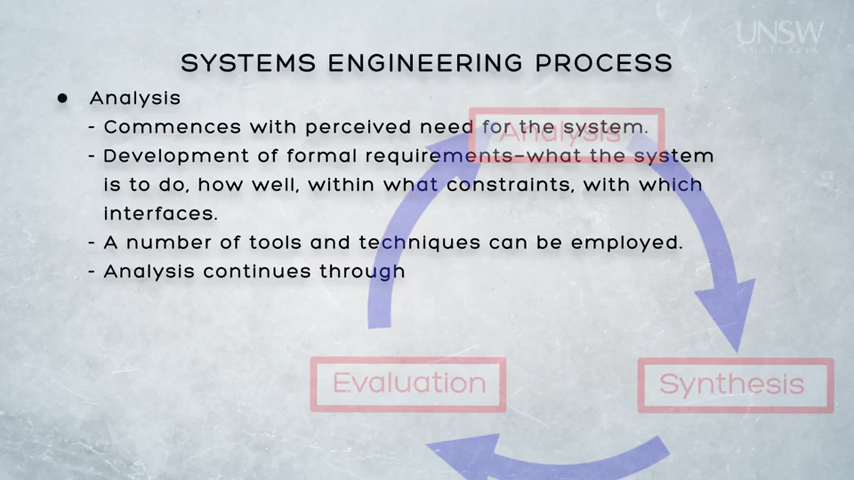 UNSW
AUSTRALIA
SYSTEMS ENGINEERING PROCESS
● Analysis
- Commences with perceived need for the system.
- Development of formal requirements–what the system
is to do, how well, within what constraints, with which
interfaces.
- A number of tools and techniques can be employed.
- Analysis continues through
Analysis
Evaluation
Synthesis